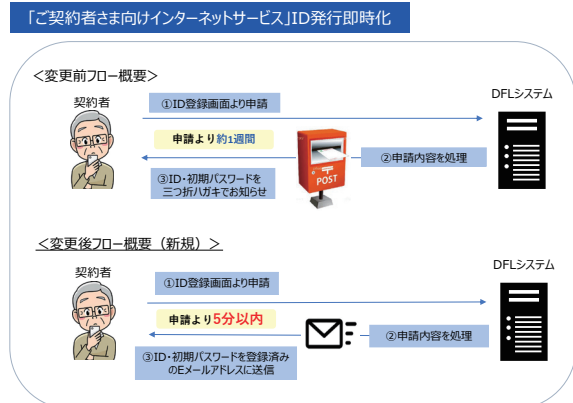 「ご契約者さま向けインターネットサービス」ID発行即時化
＜変更前フロー概要＞
契約者
①ID登録画面より申請
DFLシステム
申請より約1週間
②申請内容を処理
POST
③ID・初期パスワードを
三つ折ハガキでお知らせ
＜変更後フロー概要（新規）＞
契約者
①ID登録画面より申請
DFLシステム
申請より5分以内
②申請内容を処理
③ID・初期パスワードを登録済み
のEメールアドレスに送信